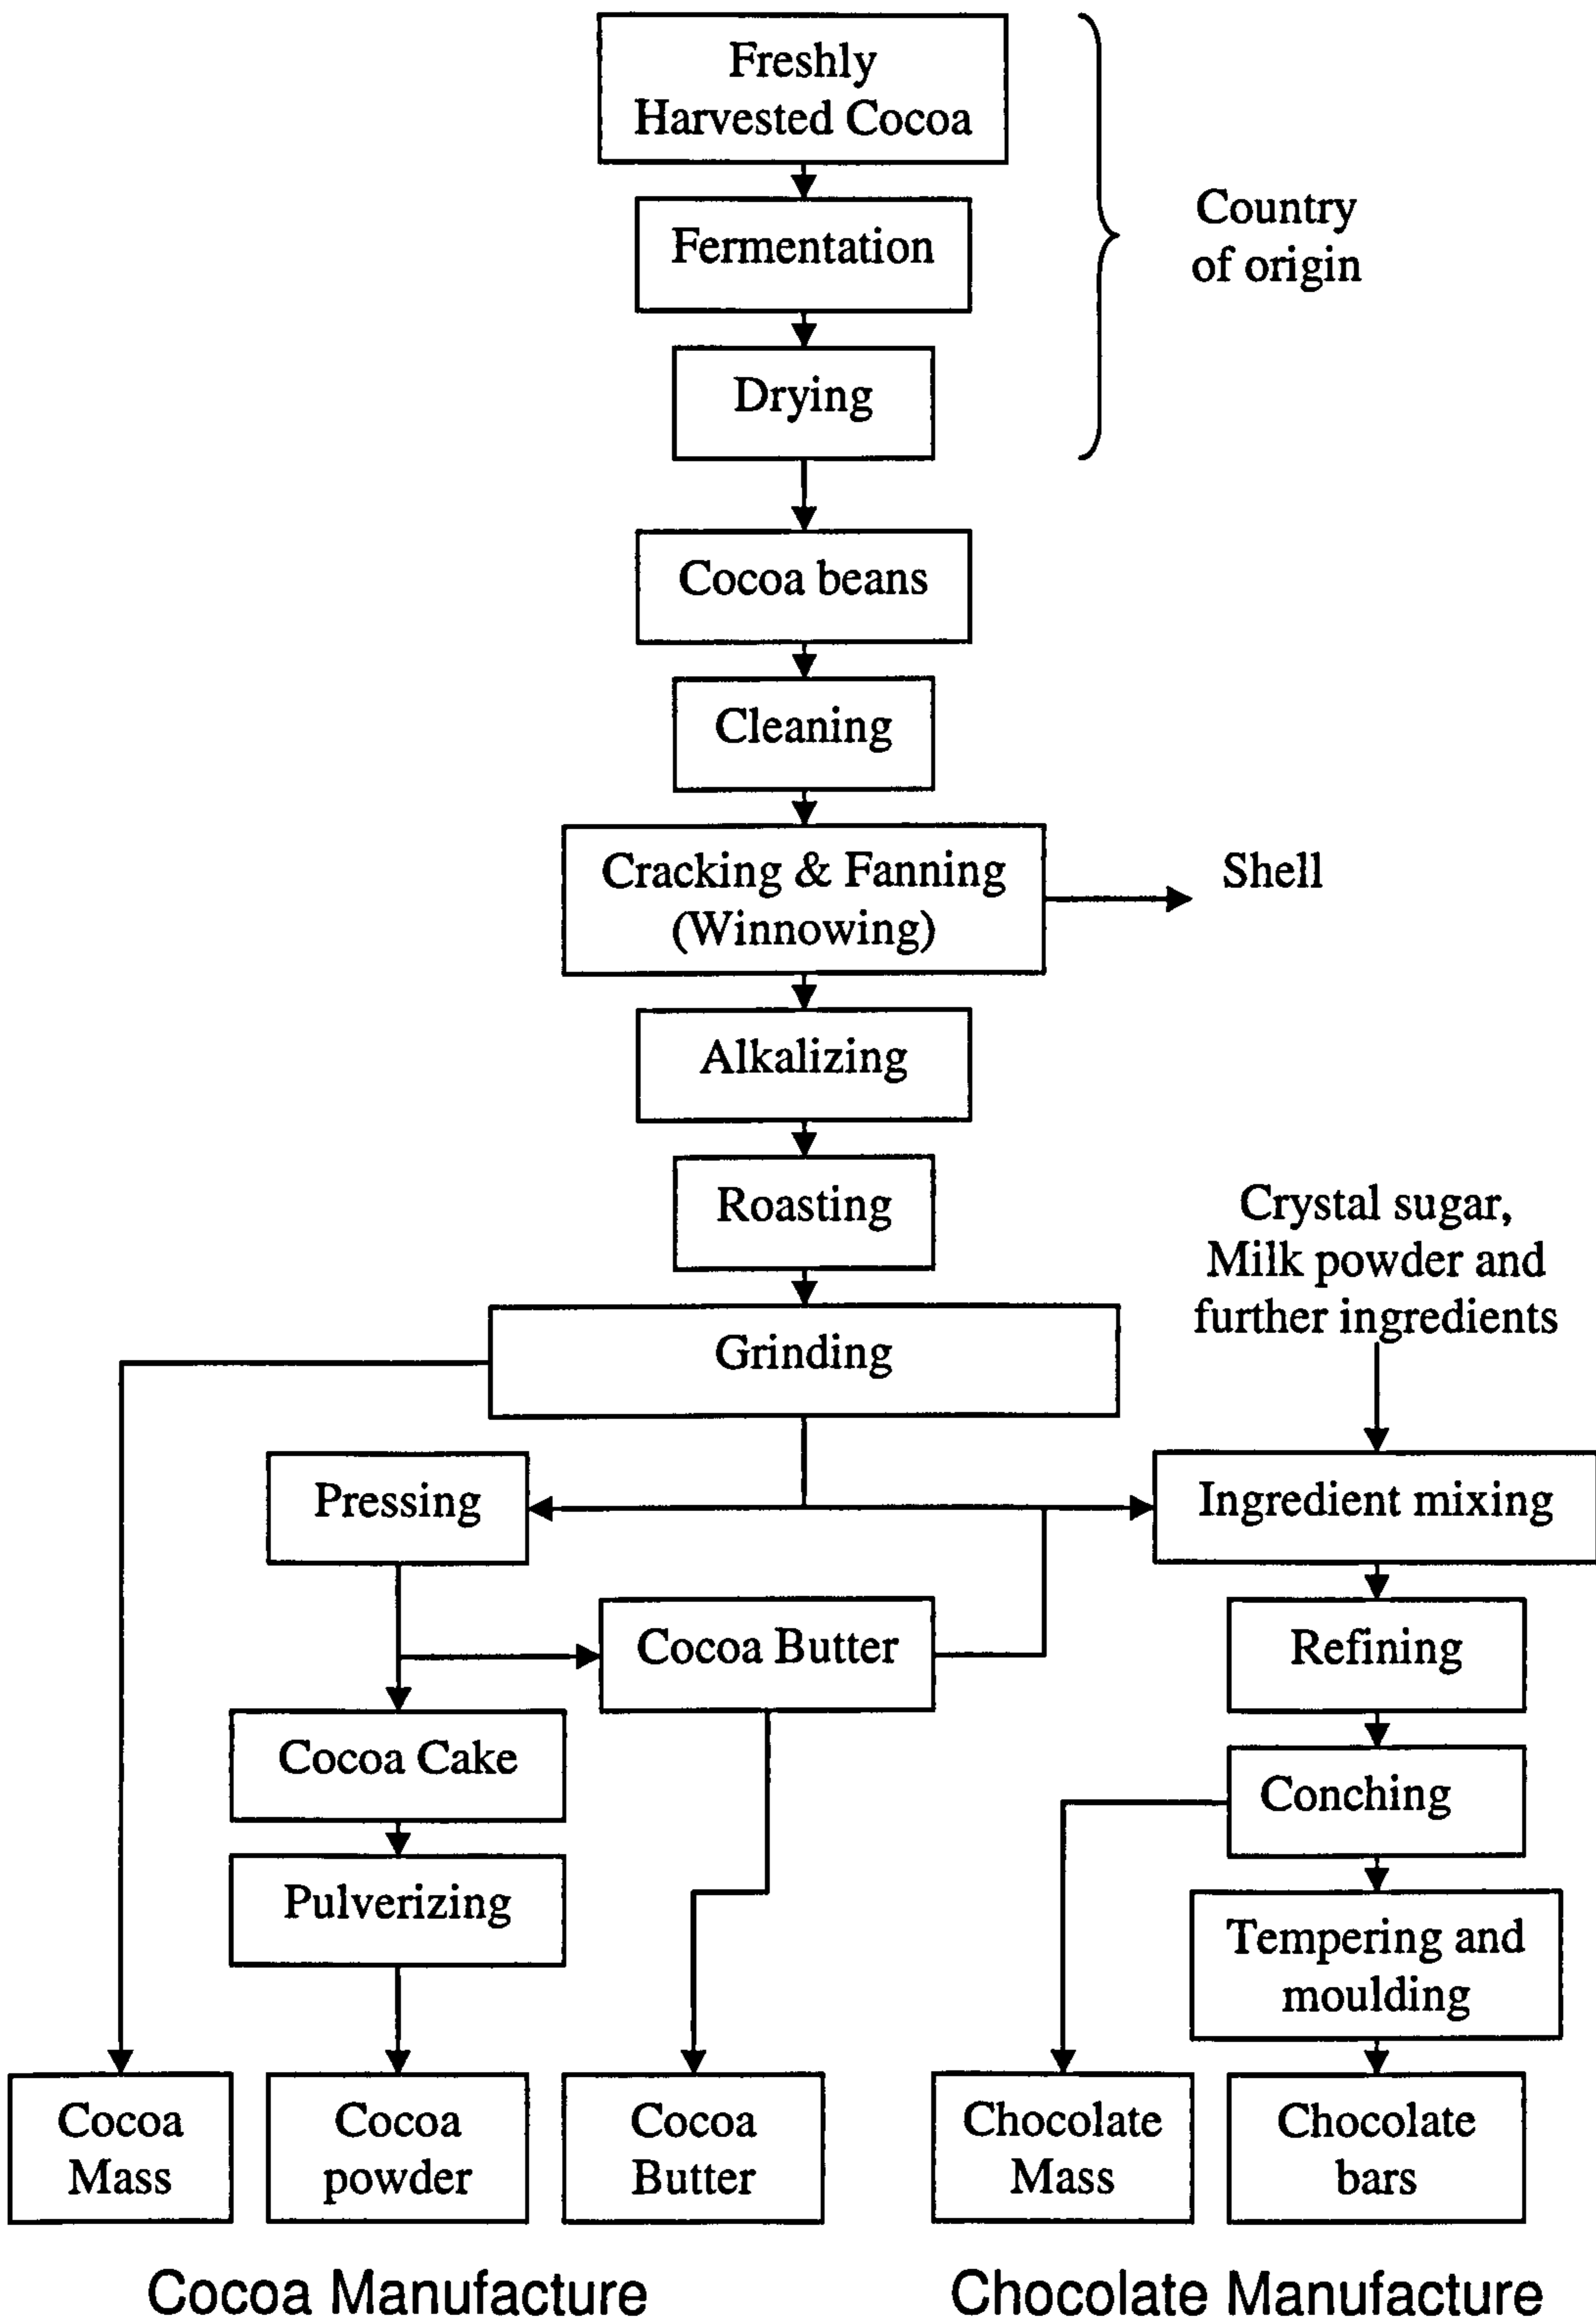 Freshly
Harvested Cocoa
Country
of origin
Fermentation
Drying
Cocoa beans
Cleaning
Cracking & Fanning
(Winnowing)
Shell
Alkalizing
Roasting
Crystal sugar,
Milk powder and
further ingredients
Grinding
Pressing
Ingredient mixing
Cocoa Butter
Refining
Cocoa Cake
Conching
Pulverizing
Tempering and
moulding
Cocoa
Mass
Cocoa
powder
Cocoa
Butter
Chocolate
Mass
Chocolate
bars
Cocoa Manufacture
Chocolate Manufacture